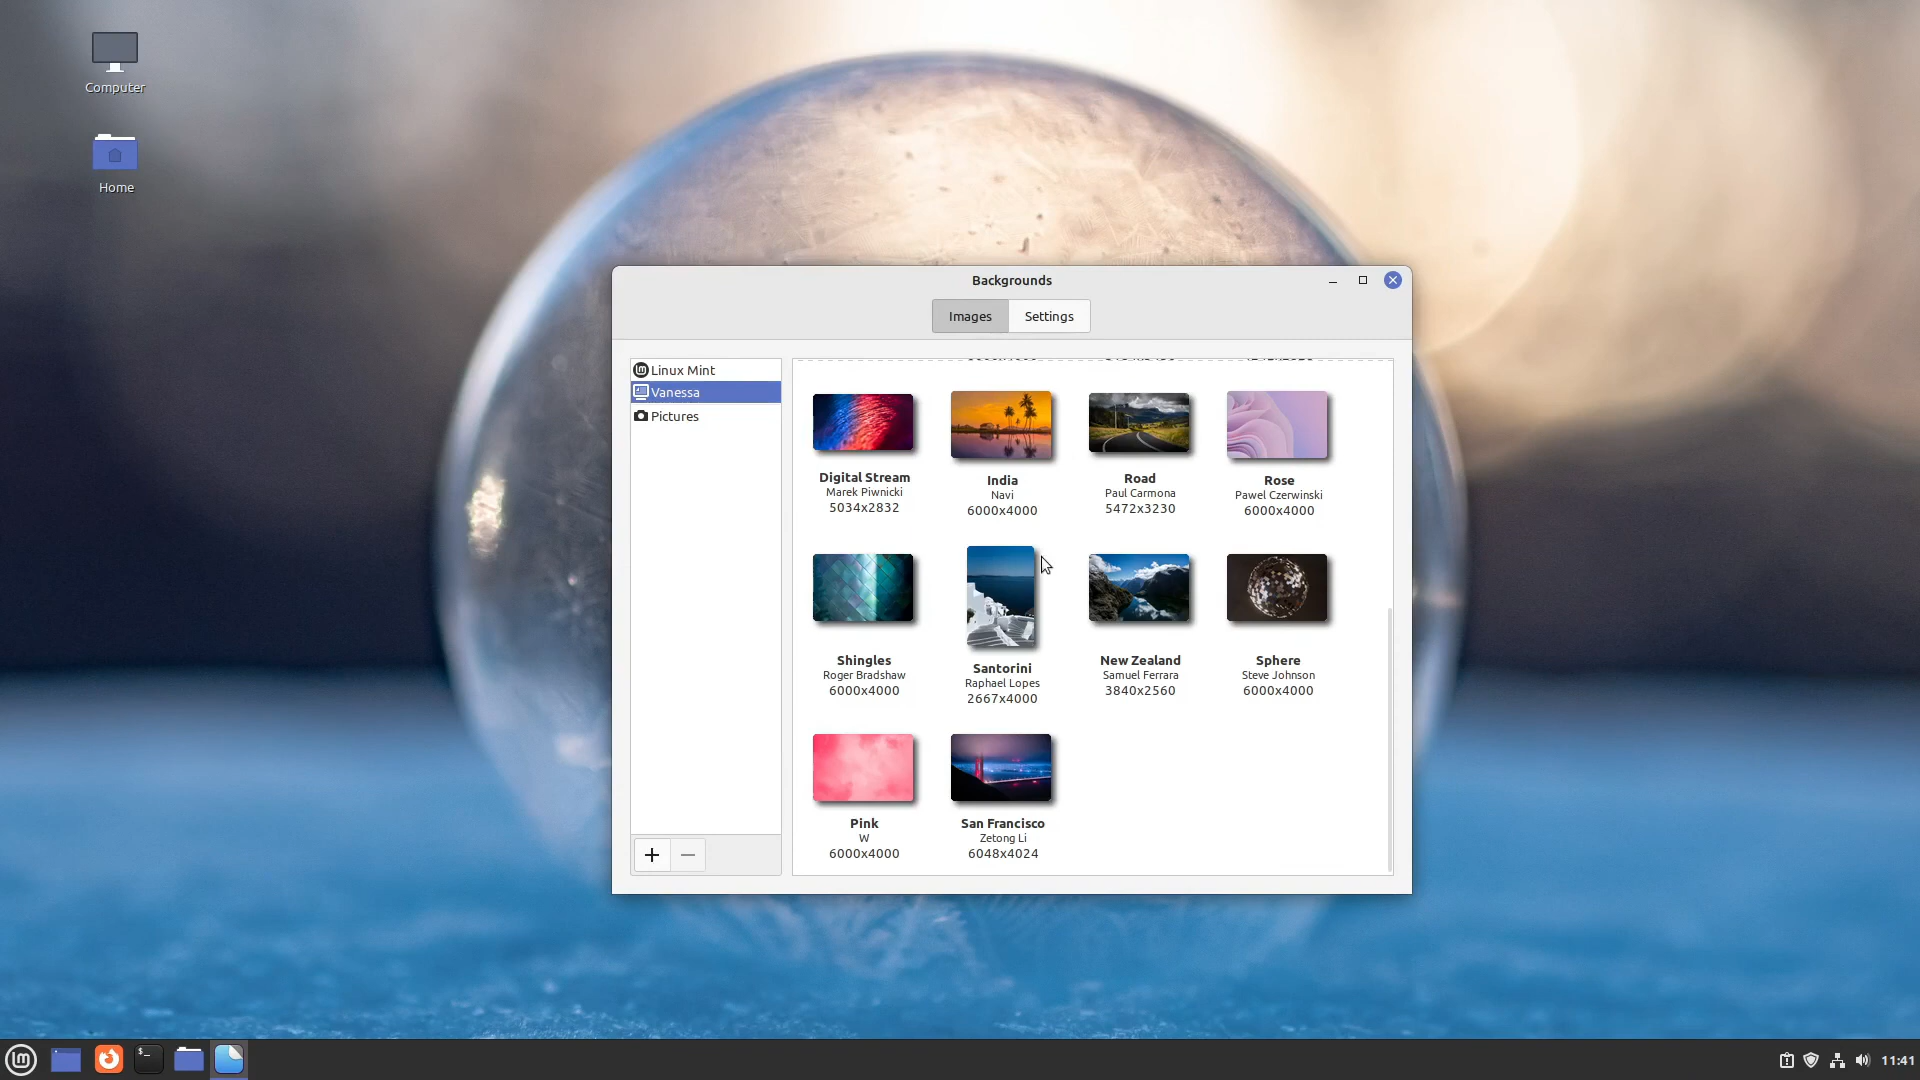 Computer
Home
Backgrounds
Images
Settings
Linux Mint
Vanessa
Pictures
Digital Stream
Marek Piwnicki
5034x2832
India
Navi
6000x4000
Road
Paul Carmona
5472x3230
Rose
Pawel Czerwinski
6000x4000
Shingles
Roger Bradshaw
6000x4000
Santorini
Raphael Lopes
2667x4000
New Zealand
Samuel Ferrara
3840x2560
Sphere
Steve Johnson
6000x4000
Pink
W
6000x4000
San Francisco
Zetong Li
6048x4024
$_
11:41